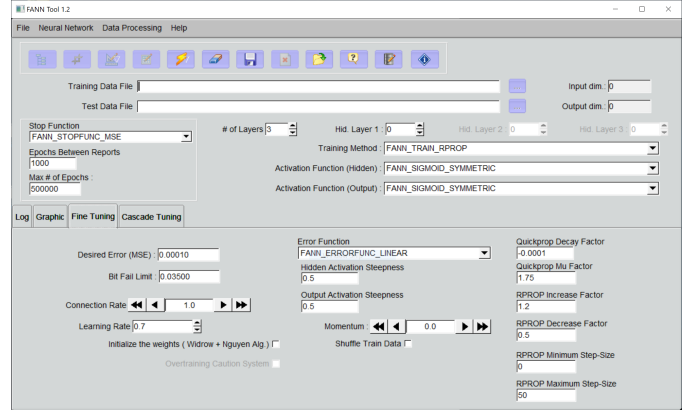 FANN Tool 1.2
File Neural Network Data Processing Help
Training Data File
Input dim.: 0
Test Data File
Output dim.: 0
Stop Function
FANN_STOPFUNC_MSE
Epochs Between Reports
1000
Max # of Epochs :
500000
# of Layers 3
Hid. Layer 1 : 0
Hid. Layer 2 : 0
Hid. Layer 3 : 0
Training Method : FANN_TRAIN_RPROP
Activation Function (Hidden) : FANN_SIGMOID_SYMMETRIC
Activation Function (Output) : FANN_SIGMOID_SYMMETRIC
Log Graphic Fine Tuning Cascade Tuning
Desired Error (MSE) : 0.00010
Bit Fail Limit : 0.03500
Connection Rate 1.0
Learning Rate 0.7
Initialize the weights ( Widrow + Nguyen Alg.)
Overtraining Caution System
Error Function
FANN_ERRORFUNC_LINEAR
Hidden Activation Steepness
0.5
Output Activation Steepness
0.5
Momentum : 0.0
Shuffle Train Data
Quickprop Decay Factor
-0.0001
Quickprop Mu Factor
1.75
RPROP Increase Factor
1.2
RPROP Decrease Factor
0.5
RPROP Minimum Step-Size
0
RPROP Maximum Step-Size
50